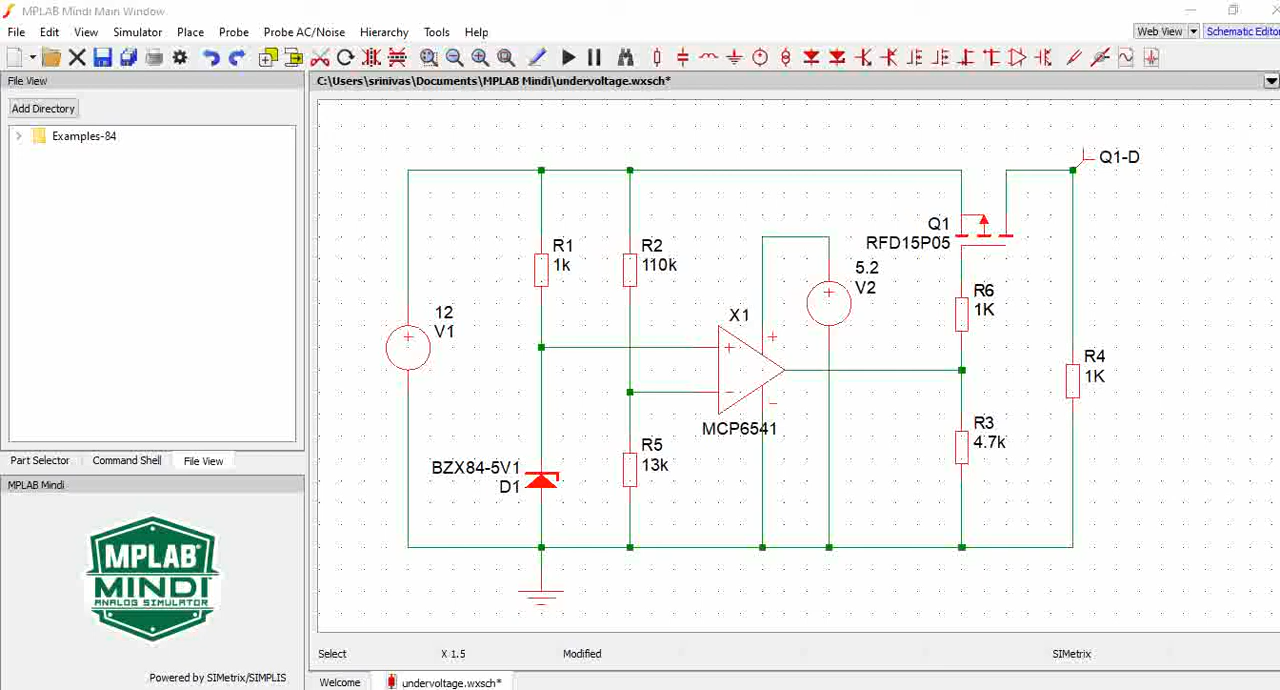 MPLAB Mindi Main Window
File Edit View Simulator Place Probe Probe AC/Noise Hierarchy Tools Help
Web View Schematic Editor
File View
C:\Users\srinivas\Documents\MPLAB Mindi\undervoltage.wxsch*
Add Directory
Examples-84
Q1-D
Q1
RFD15P05
R1
1k
R2
110k
5.2
V2
R6
1K
12
V1
X1
R4
1K
MCP6541
R3
4.7k
R5
13k
BZX84-5V1
D1
Part Selector Command Shell File View
MPLAB Mindi
MPLAB
MINDI
ANALOG SIMULATOR
Powered by SIMetrix/SIMPLIS
Select X 1.5 Modified SIMetrix
Welcome undervoltage.wxsch*